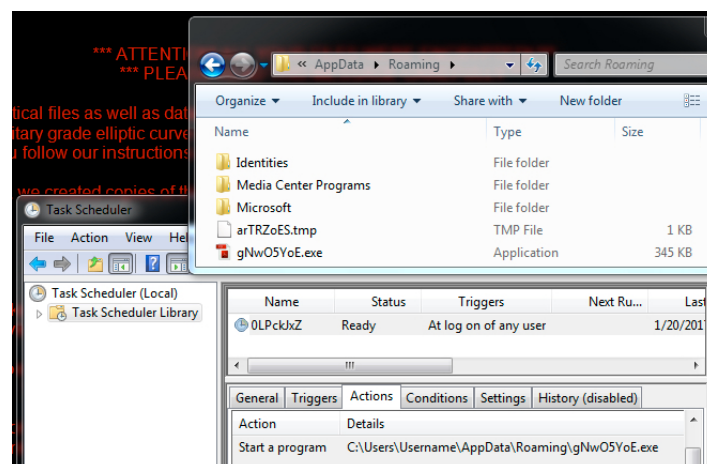 *** ATTENTI
*** PLEA
tical files as well as dat
itary grade elliptic curve
u follow our instructions
we created copies of th
« AppData ▸ Roaming ▸
Search Roaming
Organize ▾ Include in library ▾ Share with ▾ New folder
Name Type Size
Identities File folder
Media Center Programs File folder
Microsoft File folder
arTRZoES.tmp TMP File 1 KB
gNwO5YoE.exe Application 345 KB
Task Scheduler
File Action View Hel
Task Scheduler (Local)
Task Scheduler Library
Name Status Triggers Next Ru... Last
0LPckJxZ Ready At log on of any user 1/20/201
General Triggers Actions Conditions Settings History (disabled)
Action Details
Start a program C:\Users\Username\AppData\Roaming\gNwO5YoE.exe